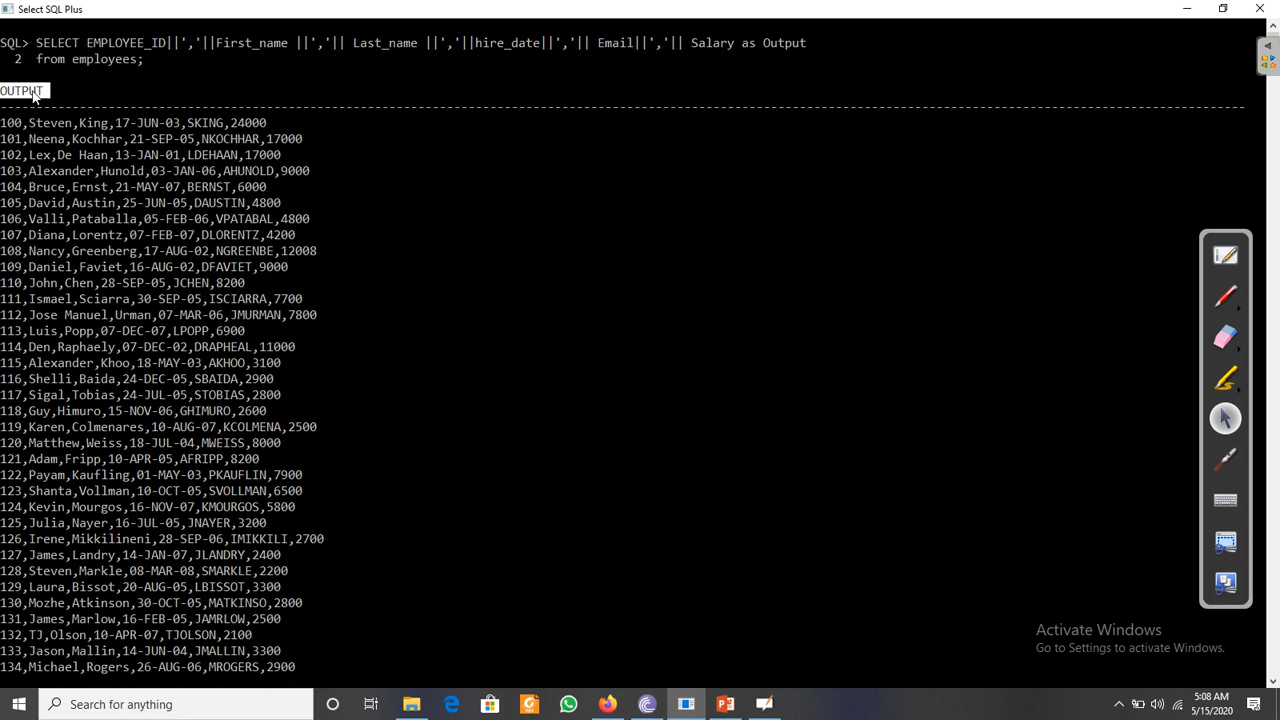 Select SQL Plus
SQL> SELECT EMPLOYEE_ID||','||First_name ||','|| Last_name ||','||hire_date||','|| Email||','|| Salary as Output
2 from employees;
OUTPUT
--------------------------------------------------------------------------------
100,Steven,King,17-JUN-03,SKING,24000
101,Neena,Kochhar,21-SEP-05,NKOCHHAR,17000
102,Lex,De Haan,13-JAN-01,LDEHAAN,17000
103,Alexander,Hunold,03-JAN-06,AHUNOLD,9000
104,Bruce,Ernst,21-MAY-07,BERNST,6000
105,David,Austin,25-JUN-05,DAUSTIN,4800
106,Valli,Pataballa,05-FEB-06,VPATABAL,4800
107,Diana,Lorentz,07-FEB-07,DLORENTZ,4200
108,Nancy,Greenberg,17-AUG-02,NGREENBE,12008
109,Daniel,Faviet,16-AUG-02,DFAVIET,9000
110,John,Chen,28-SEP-05,JCHEN,8200
111,Ismael,Sciarra,30-SEP-05,ISCIARRA,7700
112,Jose Manuel,Urman,07-MAR-06,JMURMAN,7800
113,Luis,Popp,07-DEC-07,LPOPP,6900
114,Den,Raphaely,07-DEC-02,DRAPHEAL,11000
115,Alexander,Khoo,18-MAY-03,AKHOO,3100
116,Shelli,Baida,24-DEC-05,SBAIDA,2900
117,Sigal,Tobias,24-JUL-05,STOBIAS,2800
118,Guy,Himuro,15-NOV-06,GHIMURO,2600
119,Karen,Colmenares,10-AUG-07,KCOLMENA,2500
120,Matthew,Weiss,18-JUL-04,MWEISS,8000
121,Adam,Fripp,10-APR-05,AFRIPP,8200
122,Payam,Kaufling,01-MAY-03,PKAUFLIN,7900
123,Shanta,Vollman,10-OCT-05,SVOLLMAN,6500
124,Kevin,Mourgos,16-NOV-07,KMOURGOS,5800
125,Julia,Nayer,16-JUL-05,JNAYER,3200
126,Irene,Mikkilineni,28-SEP-06,IMIKKILI,2700
127,James,Landry,14-JAN-07,JLANDRY,2400
128,Steven,Markle,08-MAR-08,SMARKLE,2200
129,Laura,Bissot,20-AUG-05,LBISSOT,3300
130,Mozhe,Atkinson,30-OCT-05,MATKINSO,2800
131,James,Marlow,16-FEB-05,JAMRLOW,2500
132,TJ,Olson,10-APR-07,TJOLSON,2100
133,Jason,Mallin,14-JUN-04,JMALLIN,3300
134,Michael,Rogers,26-AUG-06,MROGERS,2900
Activate Windows
Go to Settings to activate Windows.
Search for anything
5:08 AM
5/15/2020